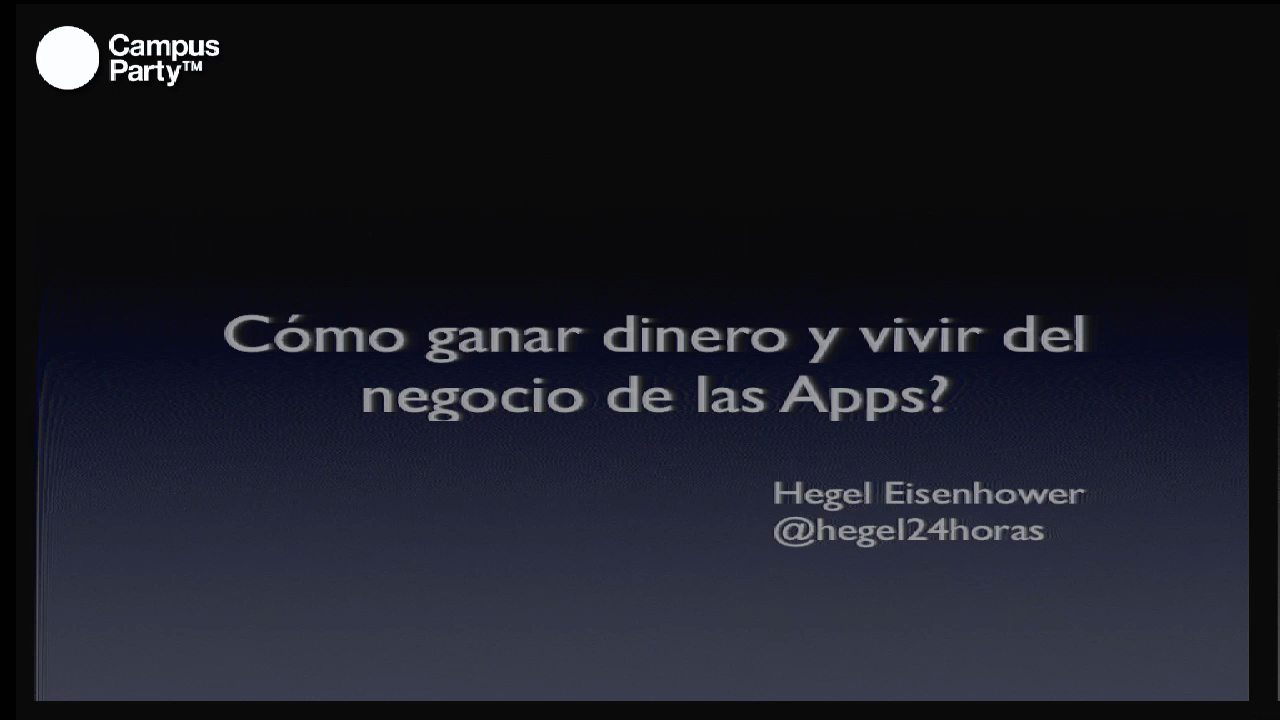 Campus
Party™
Cómo ganar dinero y vivir del
negocio de las Apps?
Hegel Eisenhower
@hegel24horas